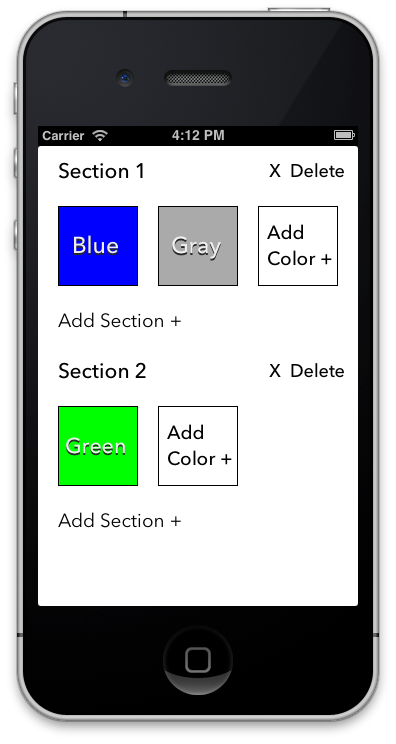 Carrier 4:12 PM
Section 1 X Delete
Blue Gray Add
Color +
Add Section +
Section 2 X Delete
Green Add
Color +
Add Section +